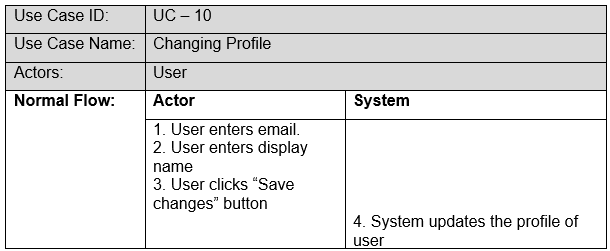 Use Case ID: UC – 10
Use Case Name: Changing Profile
Actors: User
Normal Flow: Actor System
1. User enters email.
2. User enters display
name
3. User clicks “Save
changes” button
4. System updates the profile of
user